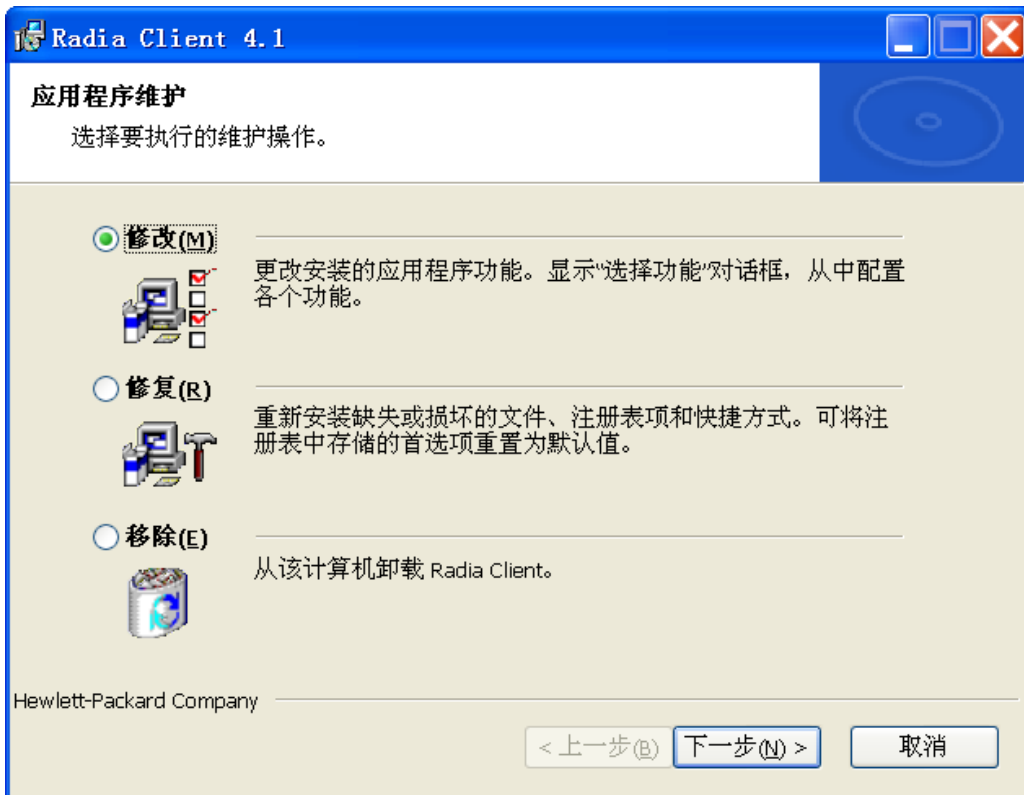 Radia Client 4.1
应用程序维护
选择要执行的维护操作。
修改(M)
更改安装的应用程序功能。显示“选择功能”对话框，从中配置
各个功能。
修复(R)
重新安装缺失或损坏的文件、注册表项和快捷方式。可将注
册表中存储的首选项重置为默认值。
移除(E)
从该计算机卸载 Radia Client。
Hewlett-Packard Company
< 上一步(B) 下一步(N) > 取消